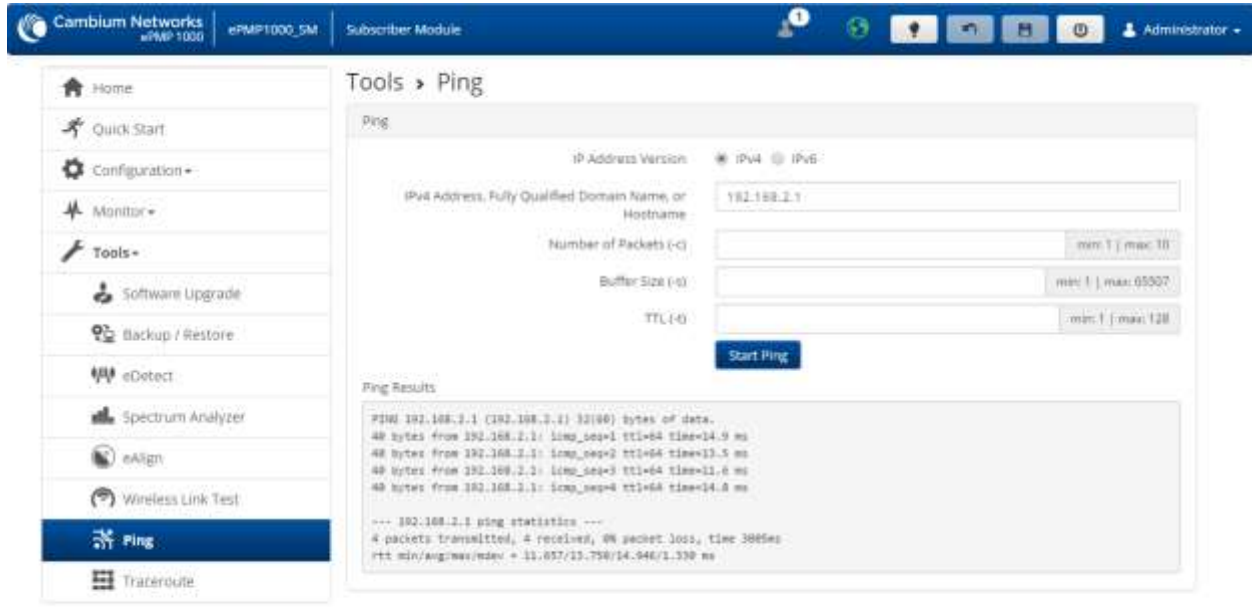 Cambium Networks
ePMP 1000
ePMP1000_SM
Subscriber Module
1
Administrator
Home
Quick Start
Configuration
Monitor
Tools
Software Upgrade
Backup / Restore
eDetect
Spectrum Analyzer
eAlign
Wireless Link Test
Ping
Traceroute
Tools > Ping
Ping
IP Address Version IPv4 IPv6
IPv4 Address, Fully Qualified Domain Name, or
Hostname
192.168.2.1
Number of Packets (-c) min: 1 | max: 10
Buffer Size (-s) min: 1 | max: 65507
TTL (-t) min: 1 | max: 128
Start Ping
Ping Results
PING 192.168.2.1 (192.168.2.1) 32(60) bytes of data.
40 bytes from 192.168.2.1: icmp_seq=1 ttl=64 time=14.9 ms
40 bytes from 192.168.2.1: icmp_seq=2 ttl=64 time=13.5 ms
40 bytes from 192.168.2.1: icmp_seq=3 ttl=64 time=11.6 ms
40 bytes from 192.168.2.1: icmp_seq=4 ttl=64 time=14.8 ms
--- 192.168.2.1 ping statistics ---
4 packets transmitted, 4 received, 0% packet loss, time 3005ms
rtt min/avg/max/mdev = 11.657/13.750/14.946/1.330 ms